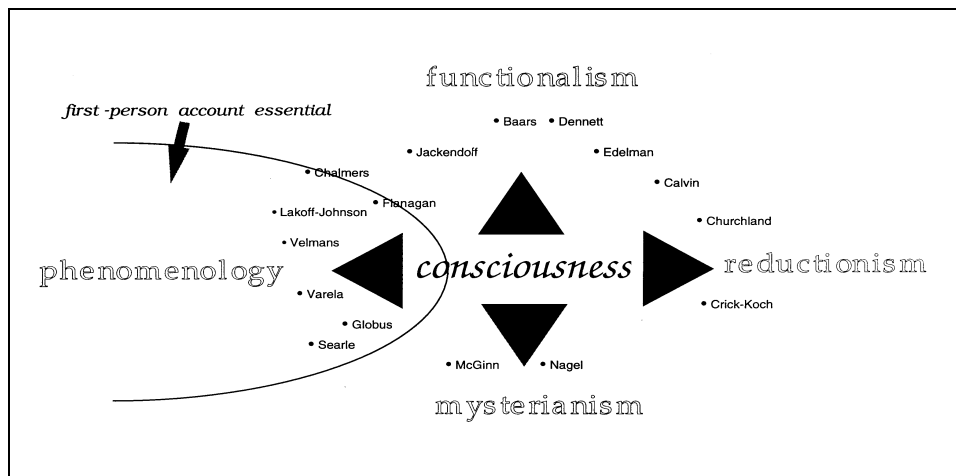 functionalism
first-person account essential
Baars
Dennett
Jackendoff
Edelman
Chalmers
Calvin
Flanagan
Lakoff-Johnson
Churchland
Velmans
phenomenology
consciousness
reductionism
Varela
Crick-Koch
Globus
Searle
McGinn
Nagel
mysterianism